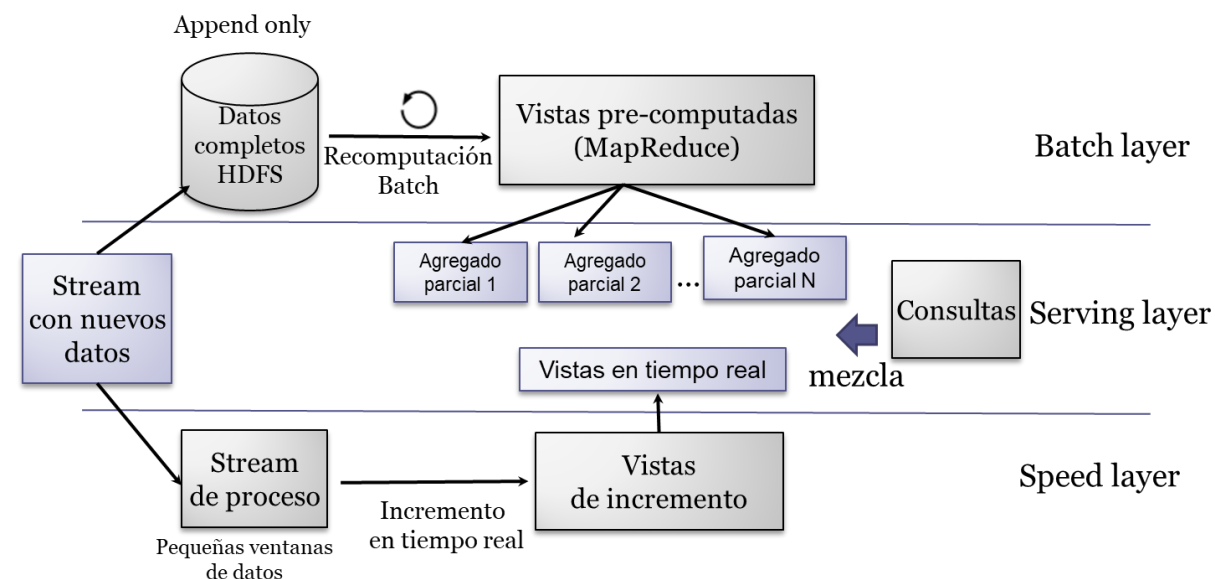 Append only
Datos
completos
HDFS
Recomputación
Batch
Vistas pre-computadas
(MapReduce)
Batch layer
Stream
con nuevos
datos
Agregado
parcial 1
Agregado
parcial 2
...
Agregado
parcial N
Consultas
Serving layer
mezcla
Vistas en tiempo real
Stream
de proceso
Pequeñas ventanas
de datos
Incremento
en tiempo real
Vistas
de incremento
Speed layer